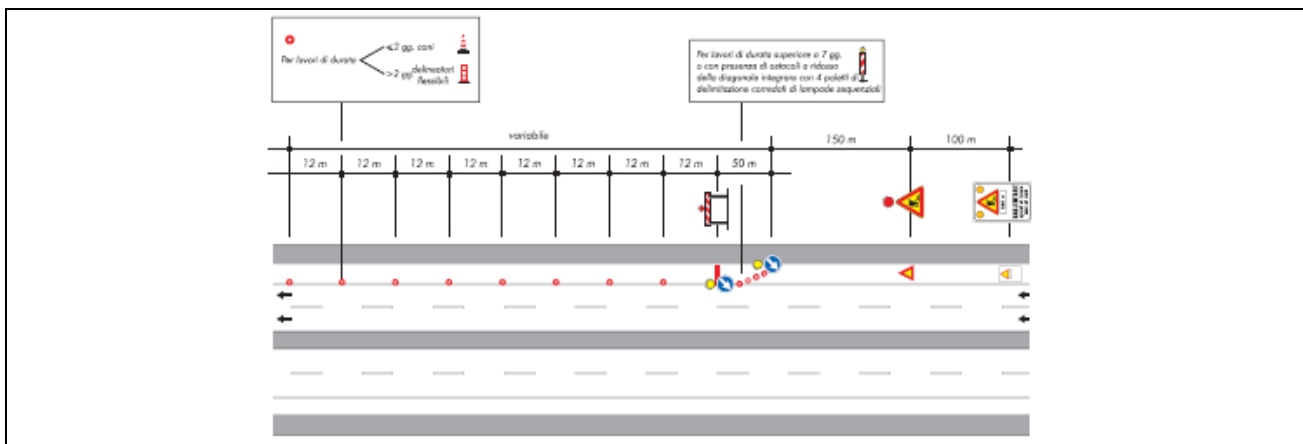 Per lavori di durata
⩽2 gg. coni
>2 gg. delineatori
flessibili
Per lavori di durata superiore a 7 gg.
o con presenza di ostacoli a ridosso
della diagonale integrare con 4 paletti di
delimitazione corredati di lampade sequenziali
variabile
150 m
100 m
12 m
12 m
12 m
12 m
12 m
12 m
12 m
12 m
50 m